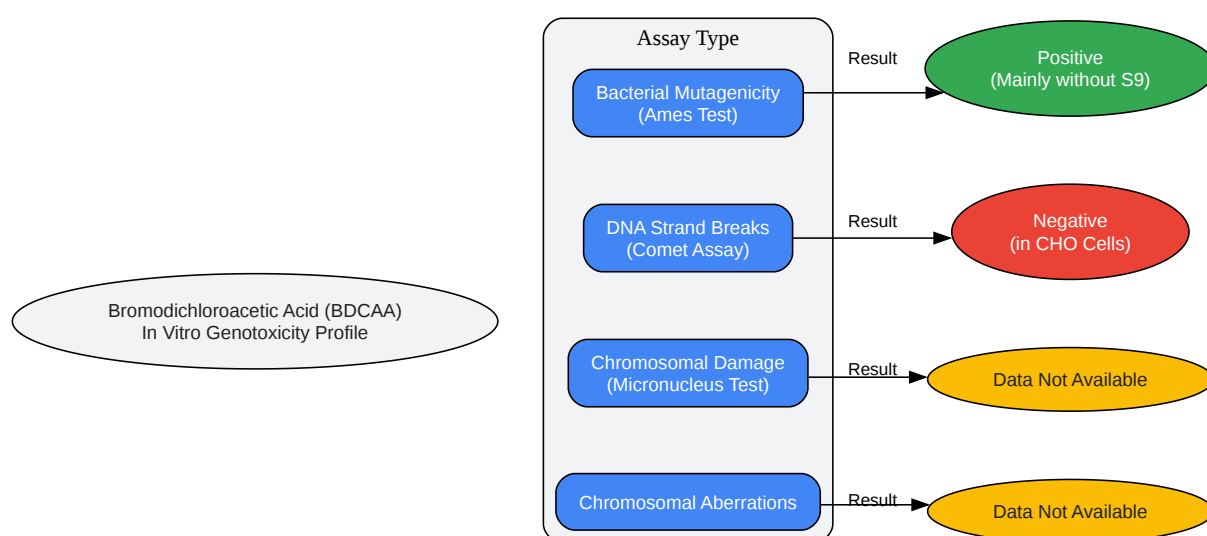 Assay Type
Bacterial Mutagenicity
(Ames Test)
Result
Positive
(Mainly without S9)
DNA Strand Breaks
(Comet Assay)
Result
Negative
(in CHO Cells)
Bromodichloroacetic Acid (BDCAA)
In Vitro Genotoxicity Profile
Chromosomal Damage
(Micronucleus Test)
Result
Data Not Available
Chromosomal Aberrations
Result
Data Not Available